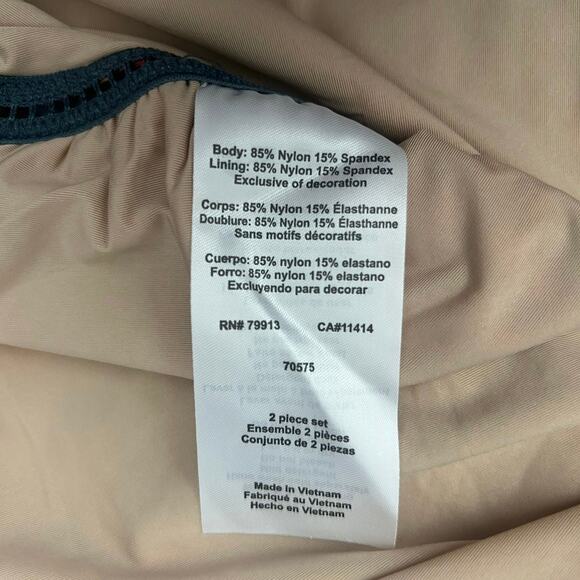 Body: 85% Nylon 15% Spandex
Lining: 85% Nylon 15% Spandex
Exclusive of decoration
Corps: 85% Nylon 15% Élasthanne
Doublure: 85% Nylon 15% Élasthanne
Sans motifs décoratifs
Cuerpo: 85% nylon 15% elastano
Forro: 85% nylon 15% elastano
Excluyendo para decorar
RN# 79913 CA#11414
70575
2 piece set
Ensemble 2 pièces
Conjunto de 2 piezas
Made in Vietnam
Fabriqué au Vietnam
Hecho en Vietnam